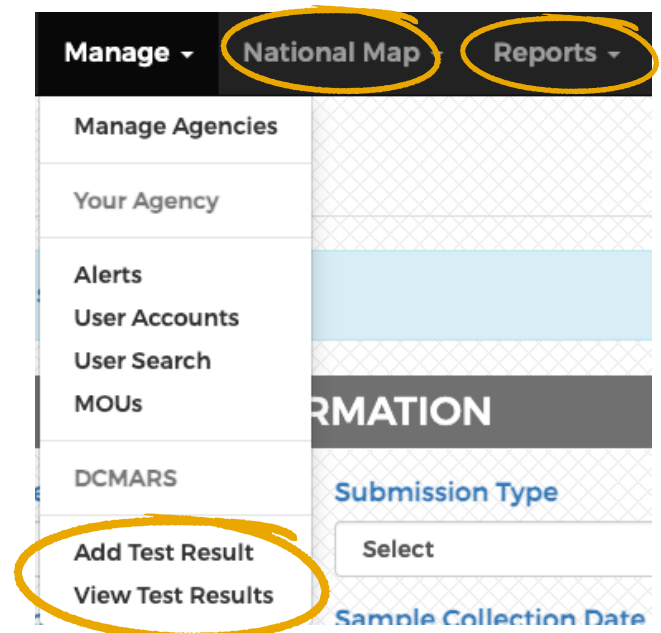 Manage National Map Reports
Manage Agencies
Your Agency
Alerts
User Accounts
User Search
MOUs
RMATION
DCMARS
Submission Type
Add Test Result
Select
View Test Results
Sample Collection Date